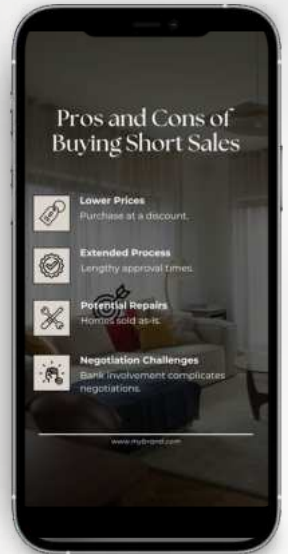 Pros and Cons of
Buying Short Sales
Lower Prices
Purchase at a discount.
Extended Process
Lengthy approval times.
Potential Repairs
Homes sold as-is.
Negotiation Challenges
Bank involvement complicates
negotiations.
www.mybrand.com